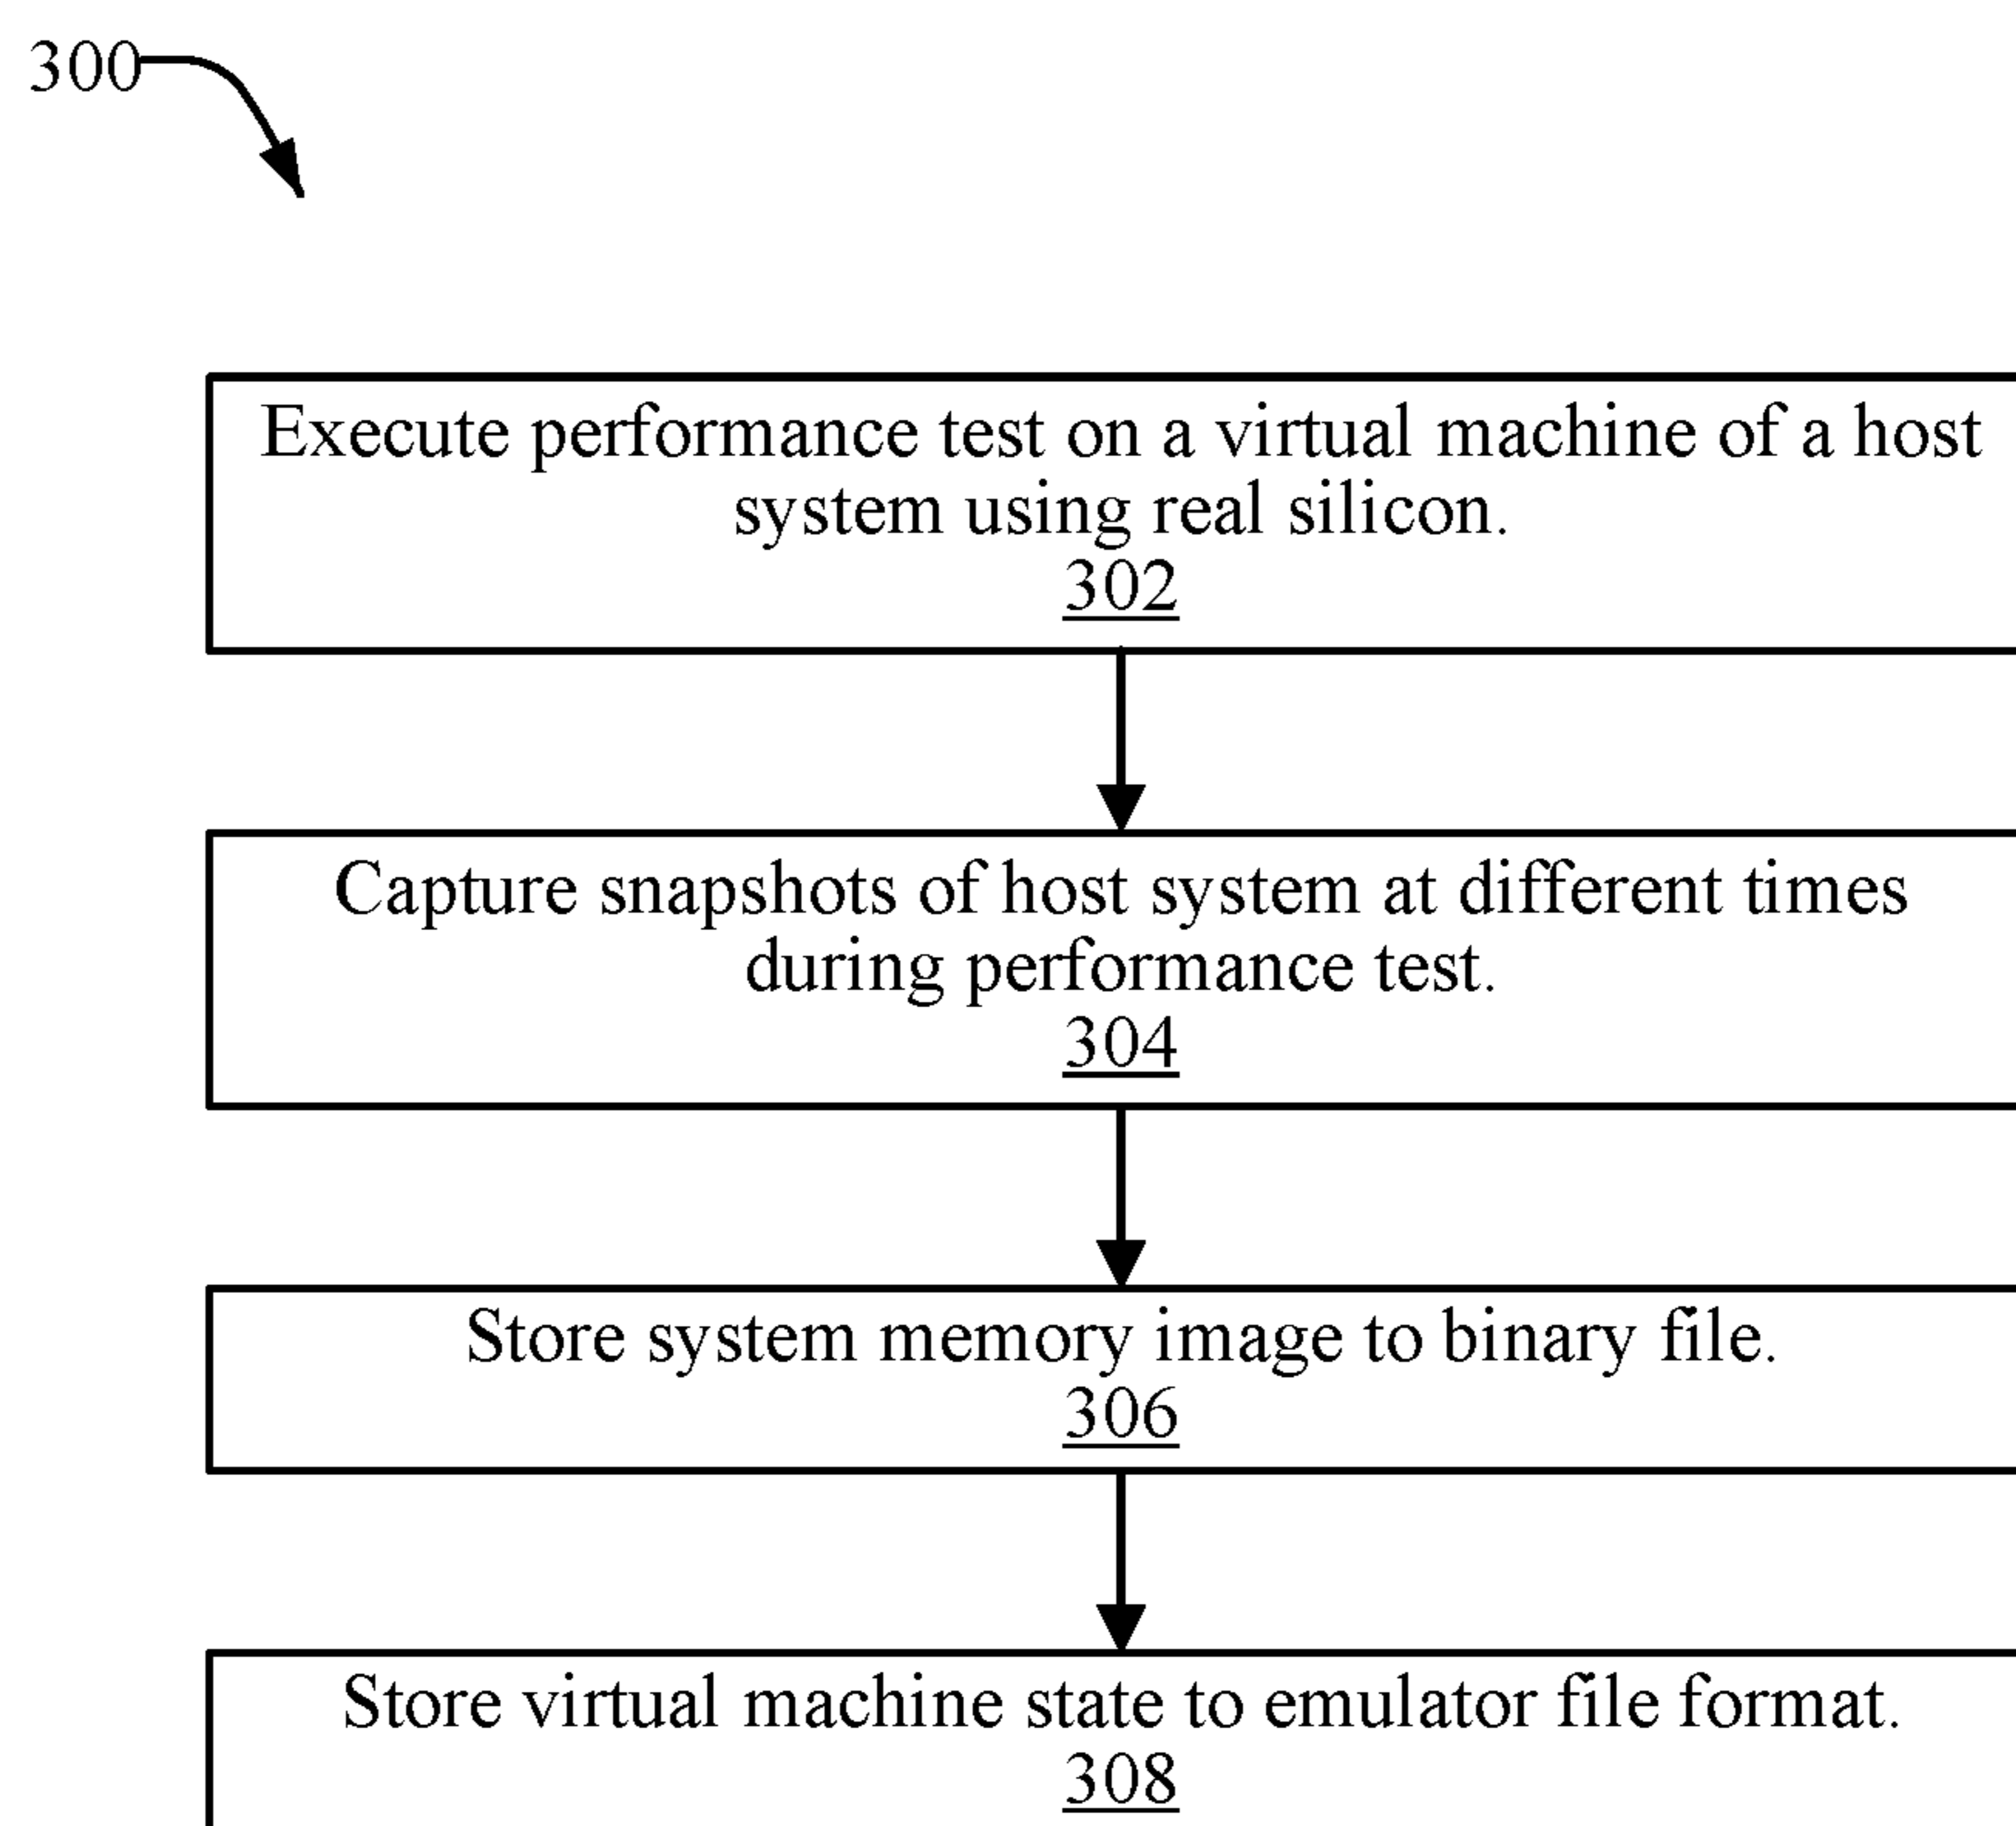 300
Execute performance test on a virtual machine of a host
system using real silicon.
302
Capture snapshots of host system at different times
during performance test.
304
Store system memory image to binary file.
306
Store virtual machine state to emulator file format.
308